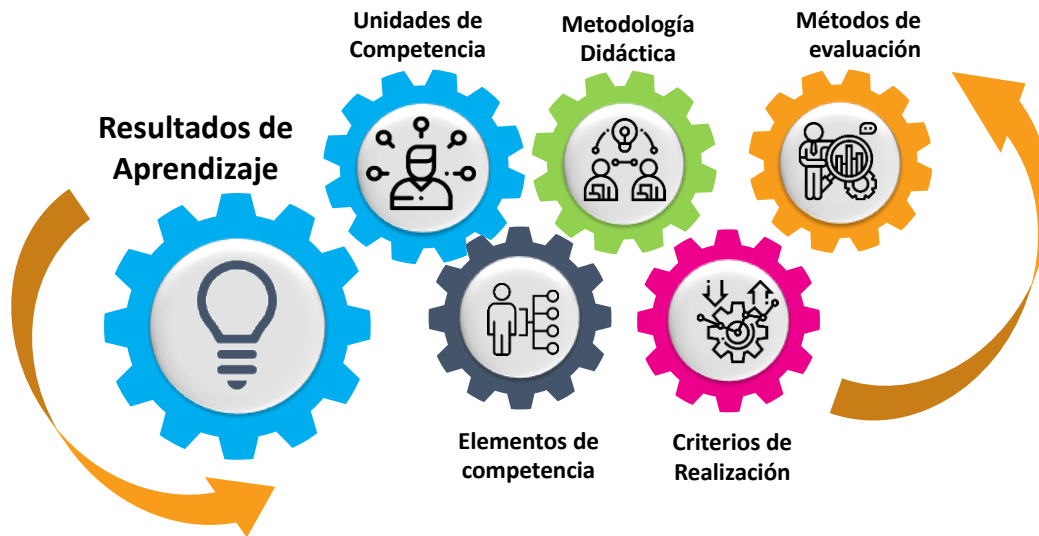 Unidades de
Competencia
Metodología
Didáctica
Métodos de
evaluación
Resultados de
Aprendizaje
Elementos de
competencia
Criterios de
Realización